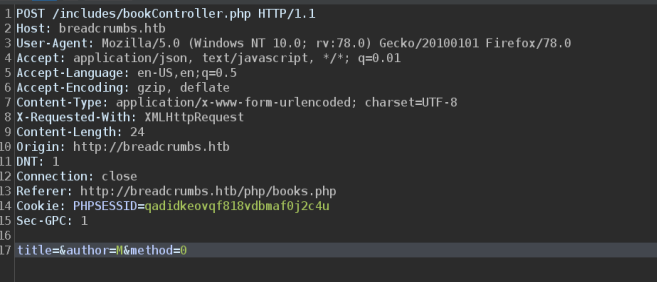 1 POST /includes/bookController.php HTTP/1.1
2 Host: breadcrumbs.htb
3 User-Agent: Mozilla/5.0 (Windows NT 10.0; rv:78.0) Gecko/20100101 Firefox/78.0
4 Accept: application/json, text/javascript, */*; q=0.01
5 Accept-Language: en-US,en;q=0.5
6 Accept-Encoding: gzip, deflate
7 Content-Type: application/x-www-form-urlencoded; charset=UTF-8
8 X-Requested-With: XMLHttpRequest
9 Content-Length: 24
10 Origin: http://breadcrumbs.htb
11 DNT: 1
12 Connection: close
13 Referer: http://breadcrumbs.htb/php/books.php
14 Cookie: PHPSESSID=qadidkeovqf818vdbmaf0j2c4u
15 Sec-GPC: 1
16
17 title=&author=M&method=0